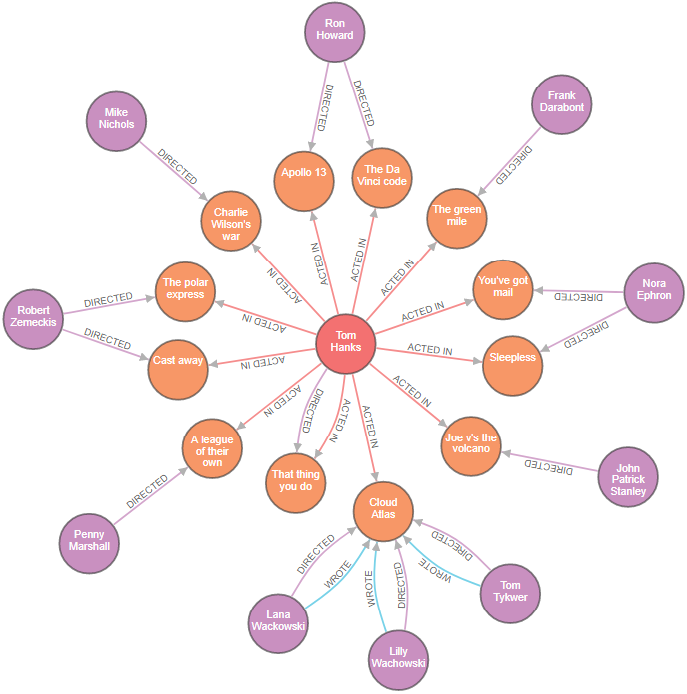 Ron
Howard
DIRECTED
DIRECTED
Mike
Nichols
DIRECTED
Frank
Darabont
DIRECTED
Apollo 13
The Da
Vinci code
Charlie
Wilson's
war
The green
mile
ACTED IN
ACTED IN
ACTED IN
ACTED IN
The polar
express
You've got
mail
Nora
Ephron
DIRECTED
DIRECTED
Robert
Zemeckis
DIRECTED
DIRECTED
ACTED IN
ACTED IN
Tom
Hanks
ACTED IN
ACTED IN
Cast away
Sleepless
ACTED IN
DIRECTED
ACTED IN
ACTED IN
ACTED IN
A league
of their
own
That thing
you do
Joe v's the
volcano
DIRECTED
John
Patrick
Stanley
DIRECTED
Penny
Marshall
Cloud
Atlas
DIRECTED
WROTE
WROTE
DIRECTED
DIRECTED
WROTE
Lana
Wackowski
Lilly
Wachowski
Tom
Tykwer